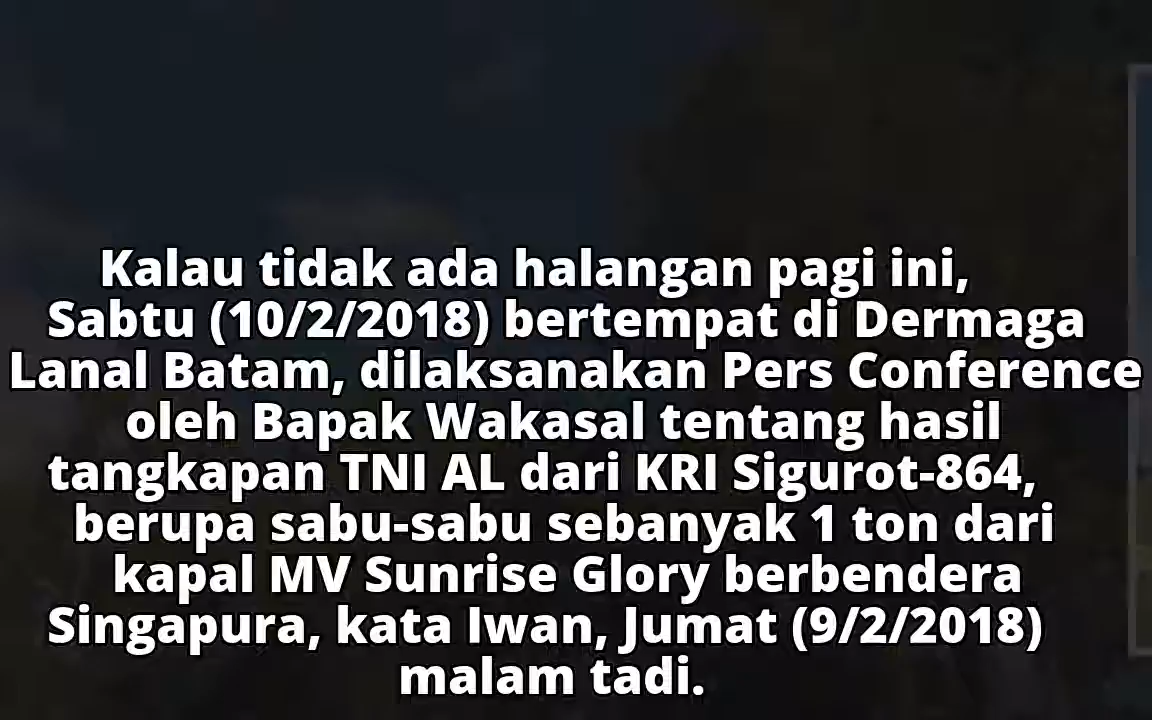 Kalau tidak ada halangan pagi ini,
Sabtu (10/2/2018) bertempat di Dermaga
Lanal Batam, dilaksanakan Pers Conference
oleh Bapak Wakasal tentang hasil
tangkapan TNI AL dari KRI Sigurot-864,
berupa sabu-sabu sebanyak 1 ton dari
kapal MV Sunrise Glory berbendera
Singapura, kata Iwan, Jumat (9/2/2018)
malam tadi.